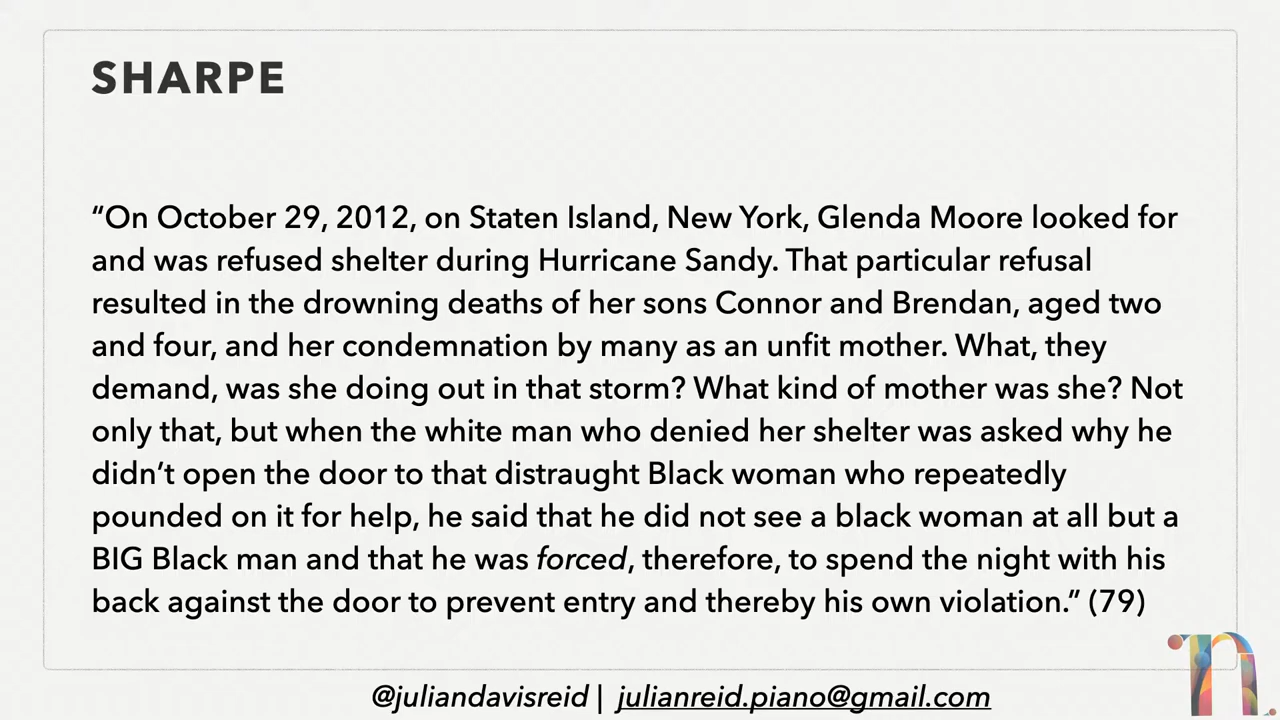 SHARPE
“On October 29, 2012, on Staten Island, New York, Glenda Moore looked for
and was refused shelter during Hurricane Sandy. That particular refusal
resulted in the drowning deaths of her sons Connor and Brendan, aged two
and four, and her condemnation by many as an unfit mother. What, they
demand, was she doing out in that storm? What kind of mother was she? Not
only that, but when the white man who denied her shelter was asked why he
didn’t open the door to that distraught Black woman who repeatedly
pounded on it for help, he said that he did not see a black woman at all but a
BIG Black man and that he was forced, therefore, to spend the night with his
back against the door to prevent entry and thereby his own violation.” (79)
@juliandavisreid | julianreid.piano@gmail.com
n.